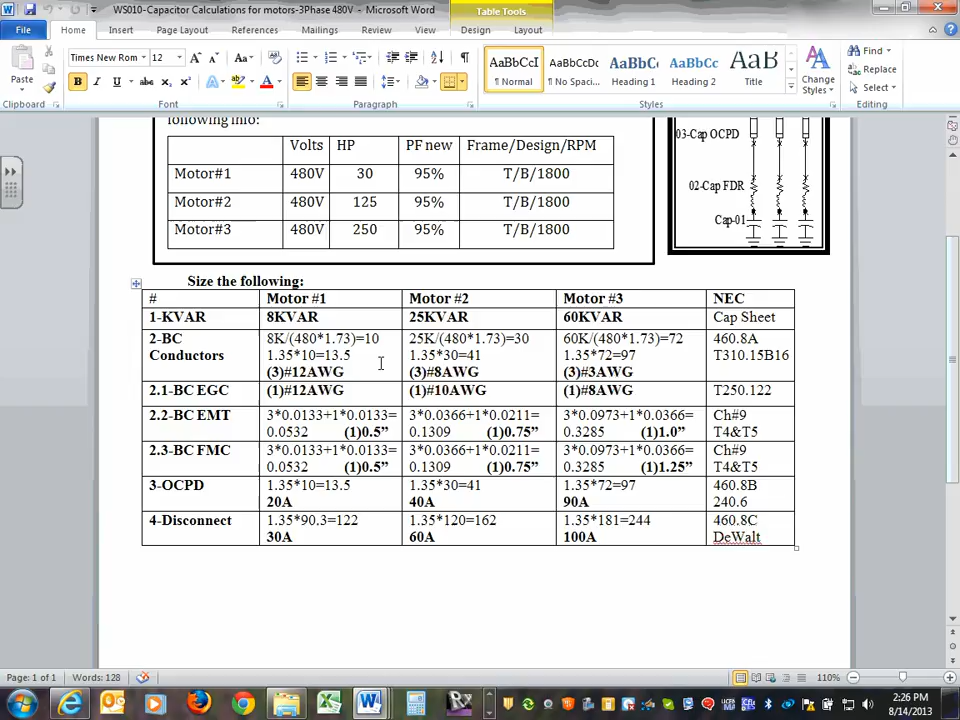 WS010-Capacitor Calculations for motors-3Phase 480V - Microsoft Word
Table Tools
File Home Insert Page Layout References Mailings Review View Design Layout
Times New Rom 12
Paste
AaBbCcI AaBbCcDc AaBbC( AaBbCc AaB
¶ Normal ¶ No Spaci... Heading 1 Heading 2 Title
Change Styles
Find
Replace
Select
Clipboard Font Paragraph Styles Editing
following info:
Volts HP PF new Frame/Design/RPM
Motor#1 480V 30 95% T/B/1800
Motor#2 480V 125 95% T/B/1800
Motor#3 480V 250 95% T/B/1800
03-Cap OCPD
02-Cap FDR
Cap-01
Size the following:
# Motor #1 Motor #2 Motor #3 NEC
1-KVAR 8KVAR 25KVAR 60KVAR Cap Sheet
2-BC 8K/(480*1.73)=10 25K/(480*1.73)=30 60K/(480*1.73)=72 460.8A
Conductors 1.35*10=13.5 1.35*30=41 1.35*72=97 T310.15B16
(3)#12AWG (3)#8AWG (3)#3AWG
2.1-BC EGC (1)#12AWG (1)#10AWG (1)#8AWG T250.122
2.2-BC EMT 3*0.0133+1*0.0133= 3*0.0366+1*0.0211= 3*0.0973+1*0.0366= Ch#9
0.0532 (1)0.5” 0.1309 (1)0.75” 0.3285 (1)1.0” T4&T5
2.3-BC FMC 3*0.0133+1*0.0133= 3*0.0366+1*0.0211= 3*0.0973+1*0.0366= Ch#9
0.0532 (1)0.5” 0.1309 (1)0.75” 0.3285 (1)1.25” T4&T5
3-OCPD 1.35*10=13.5 1.35*30=41 1.35*72=97 460.8B
20A 40A 90A 240.6
4-Disconnect 1.35*90.3=122 1.35*120=162 1.35*181=244 460.8C
30A 60A 100A DeWalt
Page: 1 of 1 Words: 128 110%
2:26 PM
8/14/2013